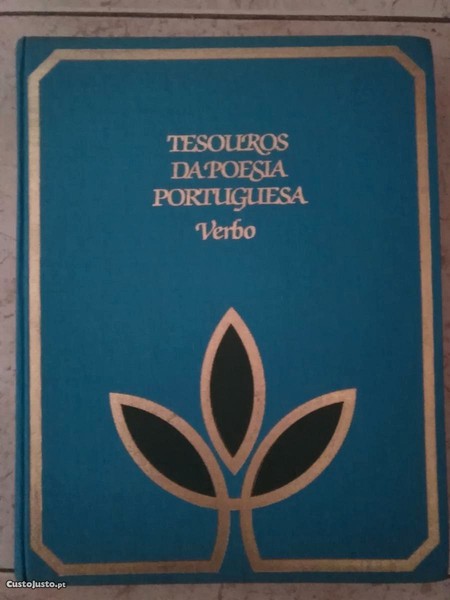 TESOUROS
DA POESIA
PORTUGUESA
Verbo
CustoJusto.pt